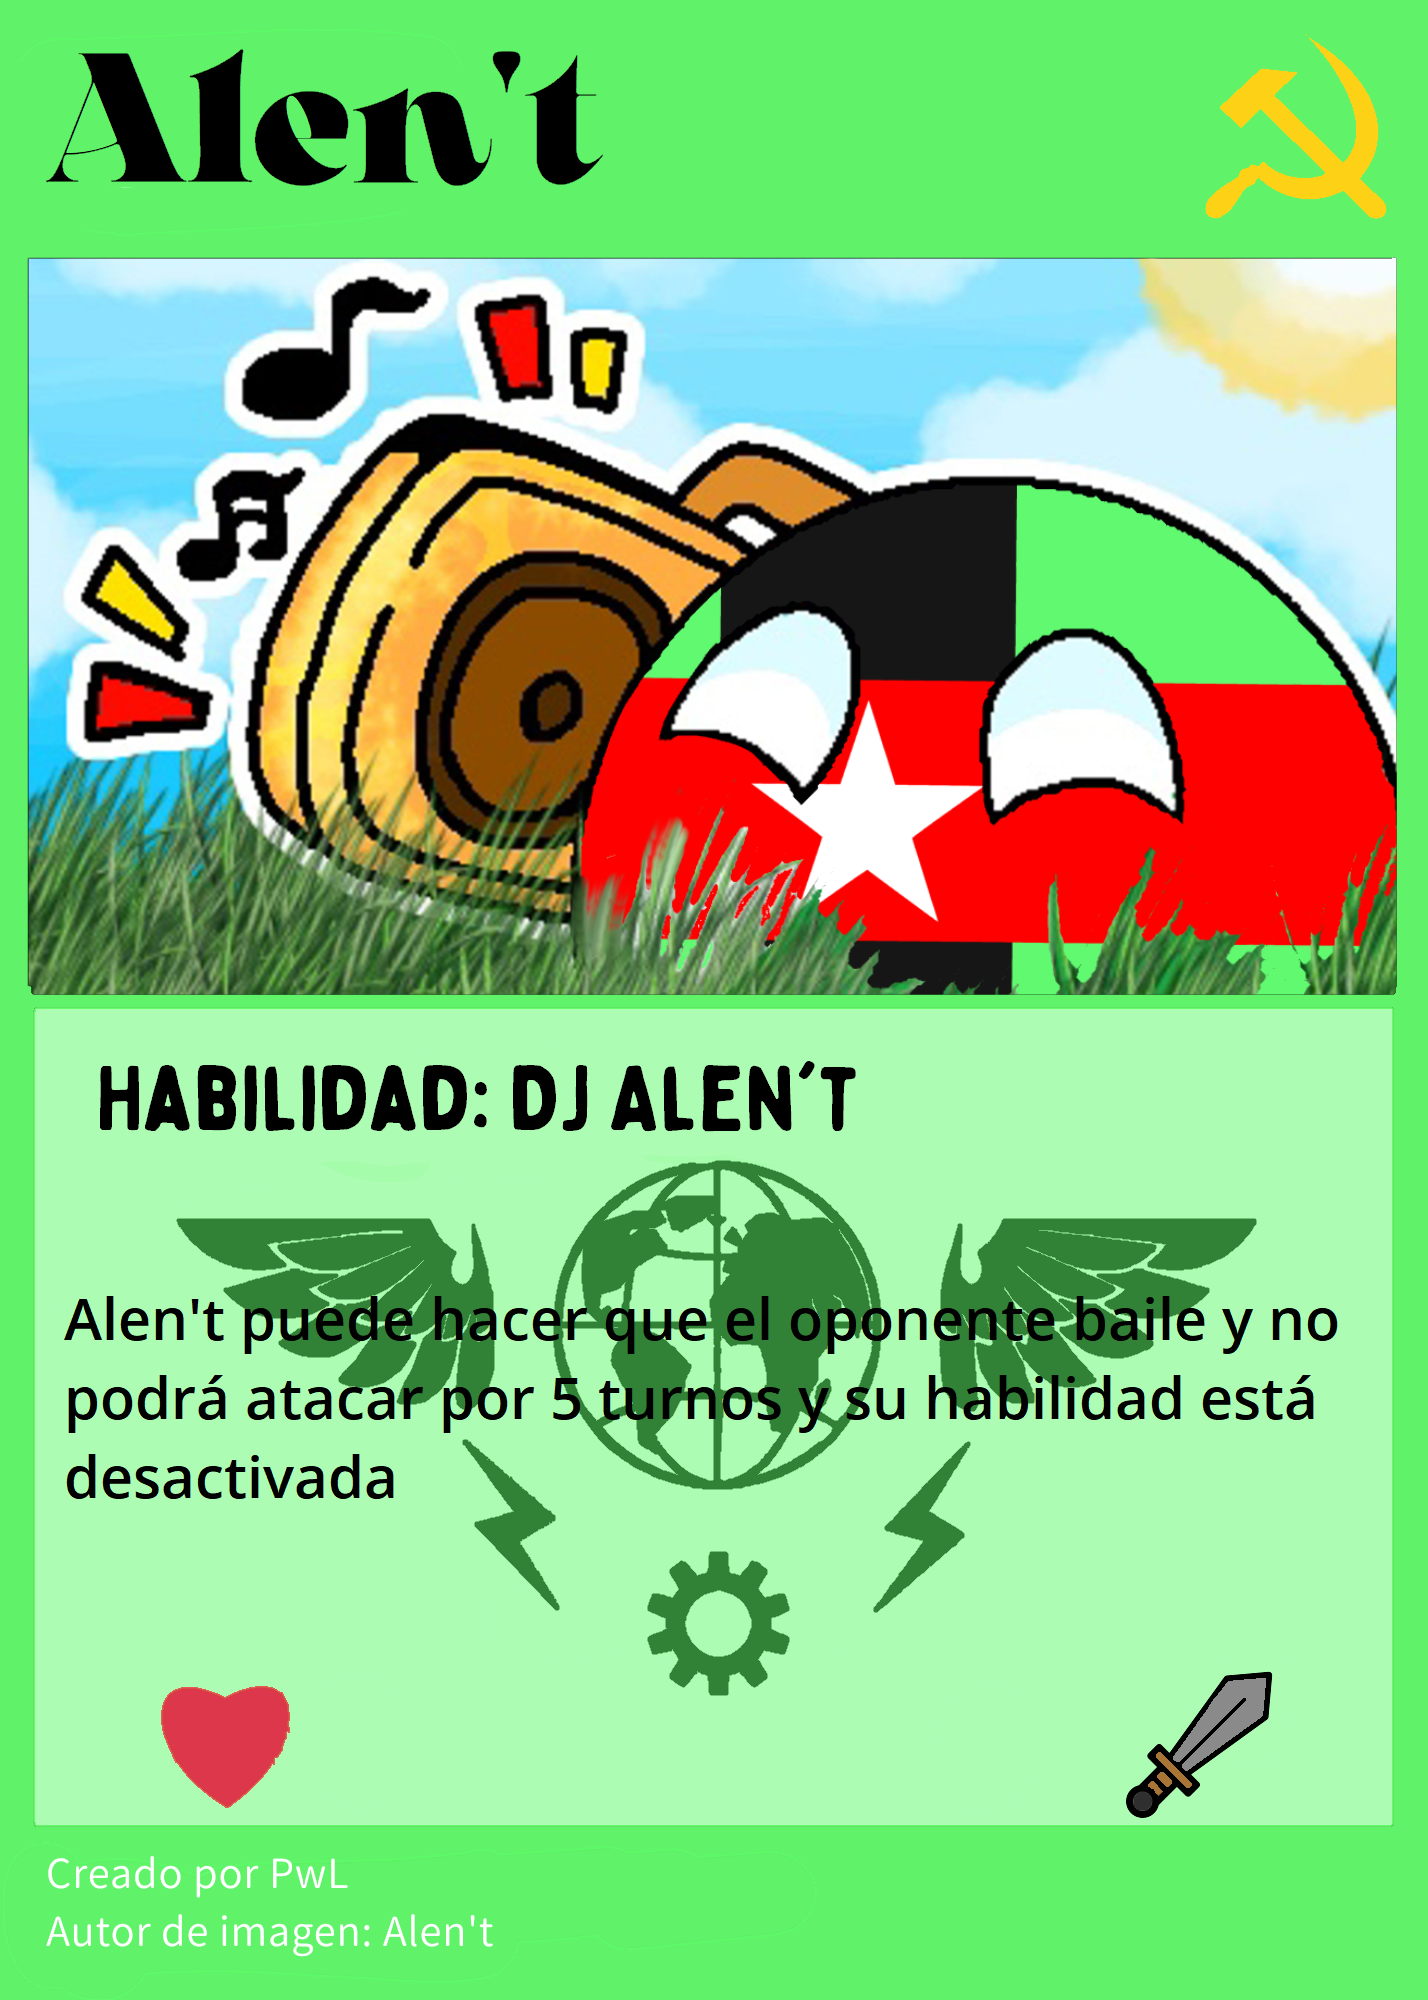 Alen't
HABILIDAD: DJ ALEN´T
Alen't puede hacer que el oponente baile y no
podrá atacar por 5 turnos y su habilidad está
desactivada
Creado por PwL
Autor de imagen: Alen't